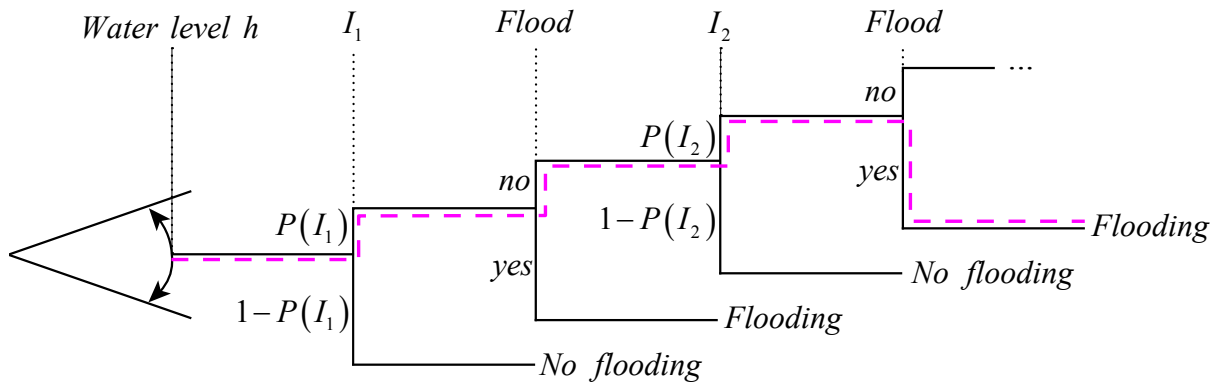 Water level h
I₁
Flood
I₂
Flood
no
...
P(I₂)
no
yes
P(I₁)
1−P(I₂)
Flooding
yes
No flooding
1−P(I₁)
Flooding
No flooding